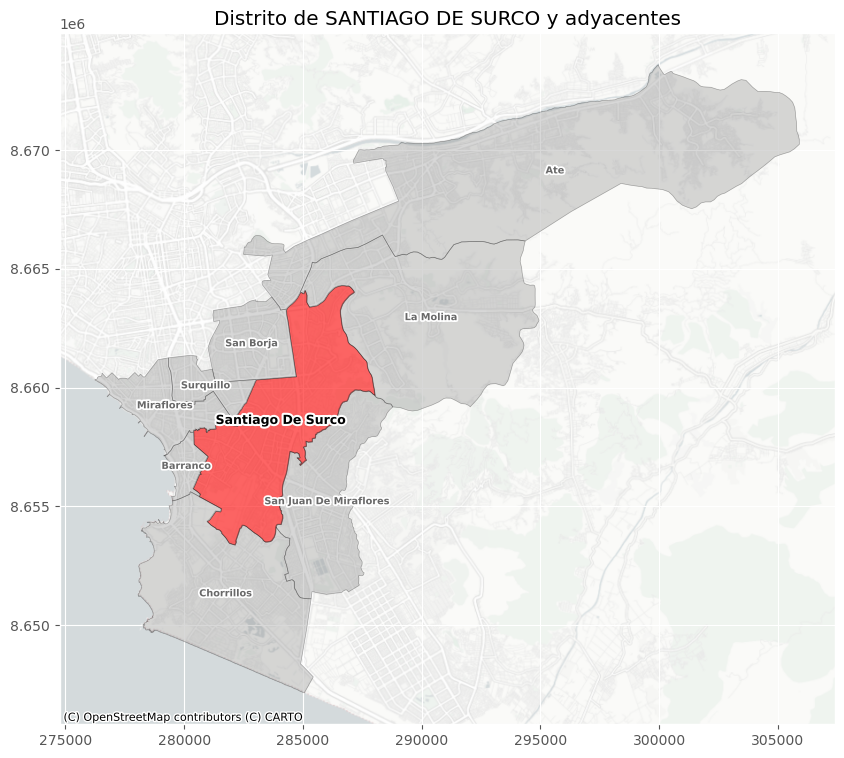 Distrito de SANTIAGO DE SURCO y adyacentes
1e6
8.670
Ate
8.665
La Molina
San Borja
8.660
Surquillo
Miraflores
Santiago De Surco
Barranco
8.655
San Juan De Miraflores
Chorrillos
8.650
(C) OpenStreetMap contributors (C) CARTO
275000 280000 285000 290000 295000 300000 305000